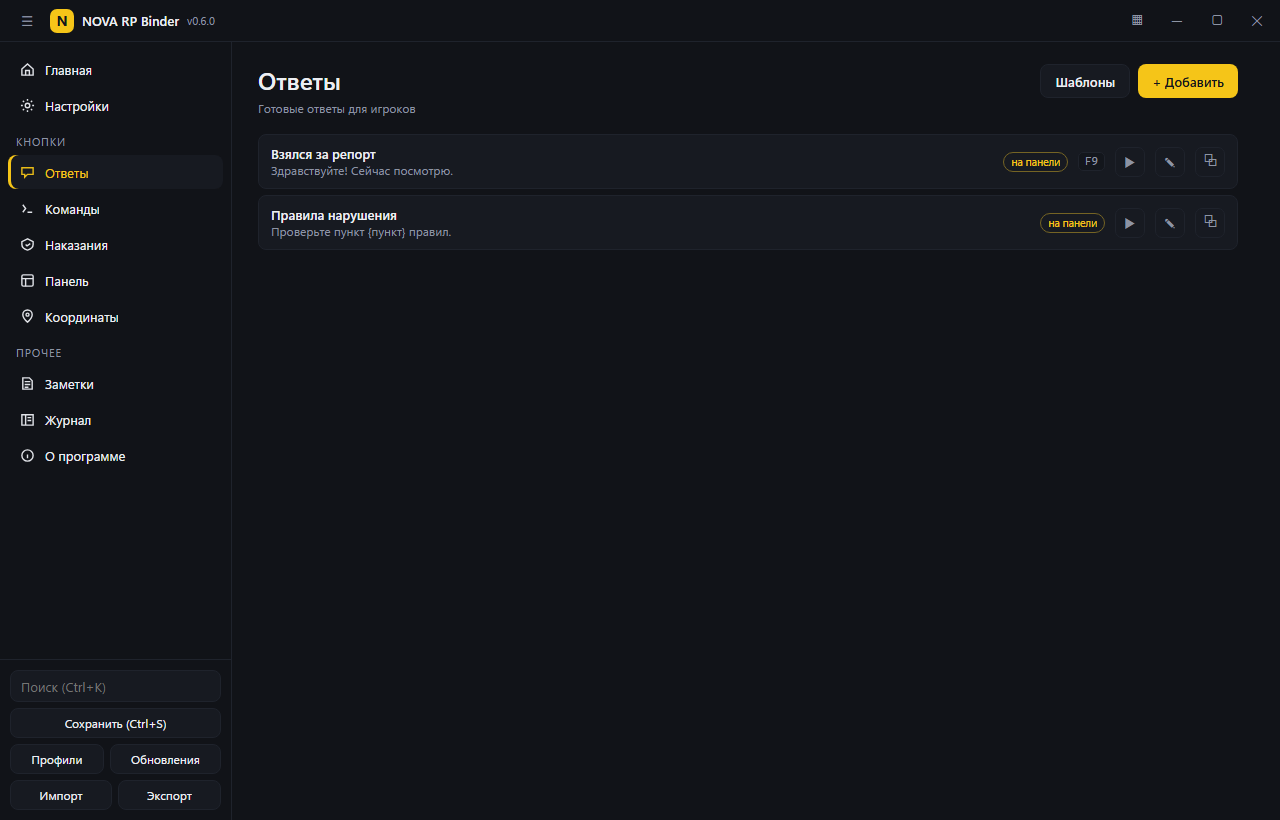 N NOVA RP Binder v0.6.0
Главная
Настройки
КНОПКИ
Ответы
Команды
Наказания
Панель
Координаты
ПРОЧЕЕ
Заметки
Журнал
О программе
Поиск (Ctrl+K)
Сохранить (Ctrl+S)
Профили Обновления
Импорт Экспорт
Ответы
Готовые ответы для игроков
Шаблоны + Добавить
Взялся за репорт
Здравствуйте! Сейчас посмотрю.
на панели F9
Правила нарушения
Проверьте пункт {пункт} правил.
на панели